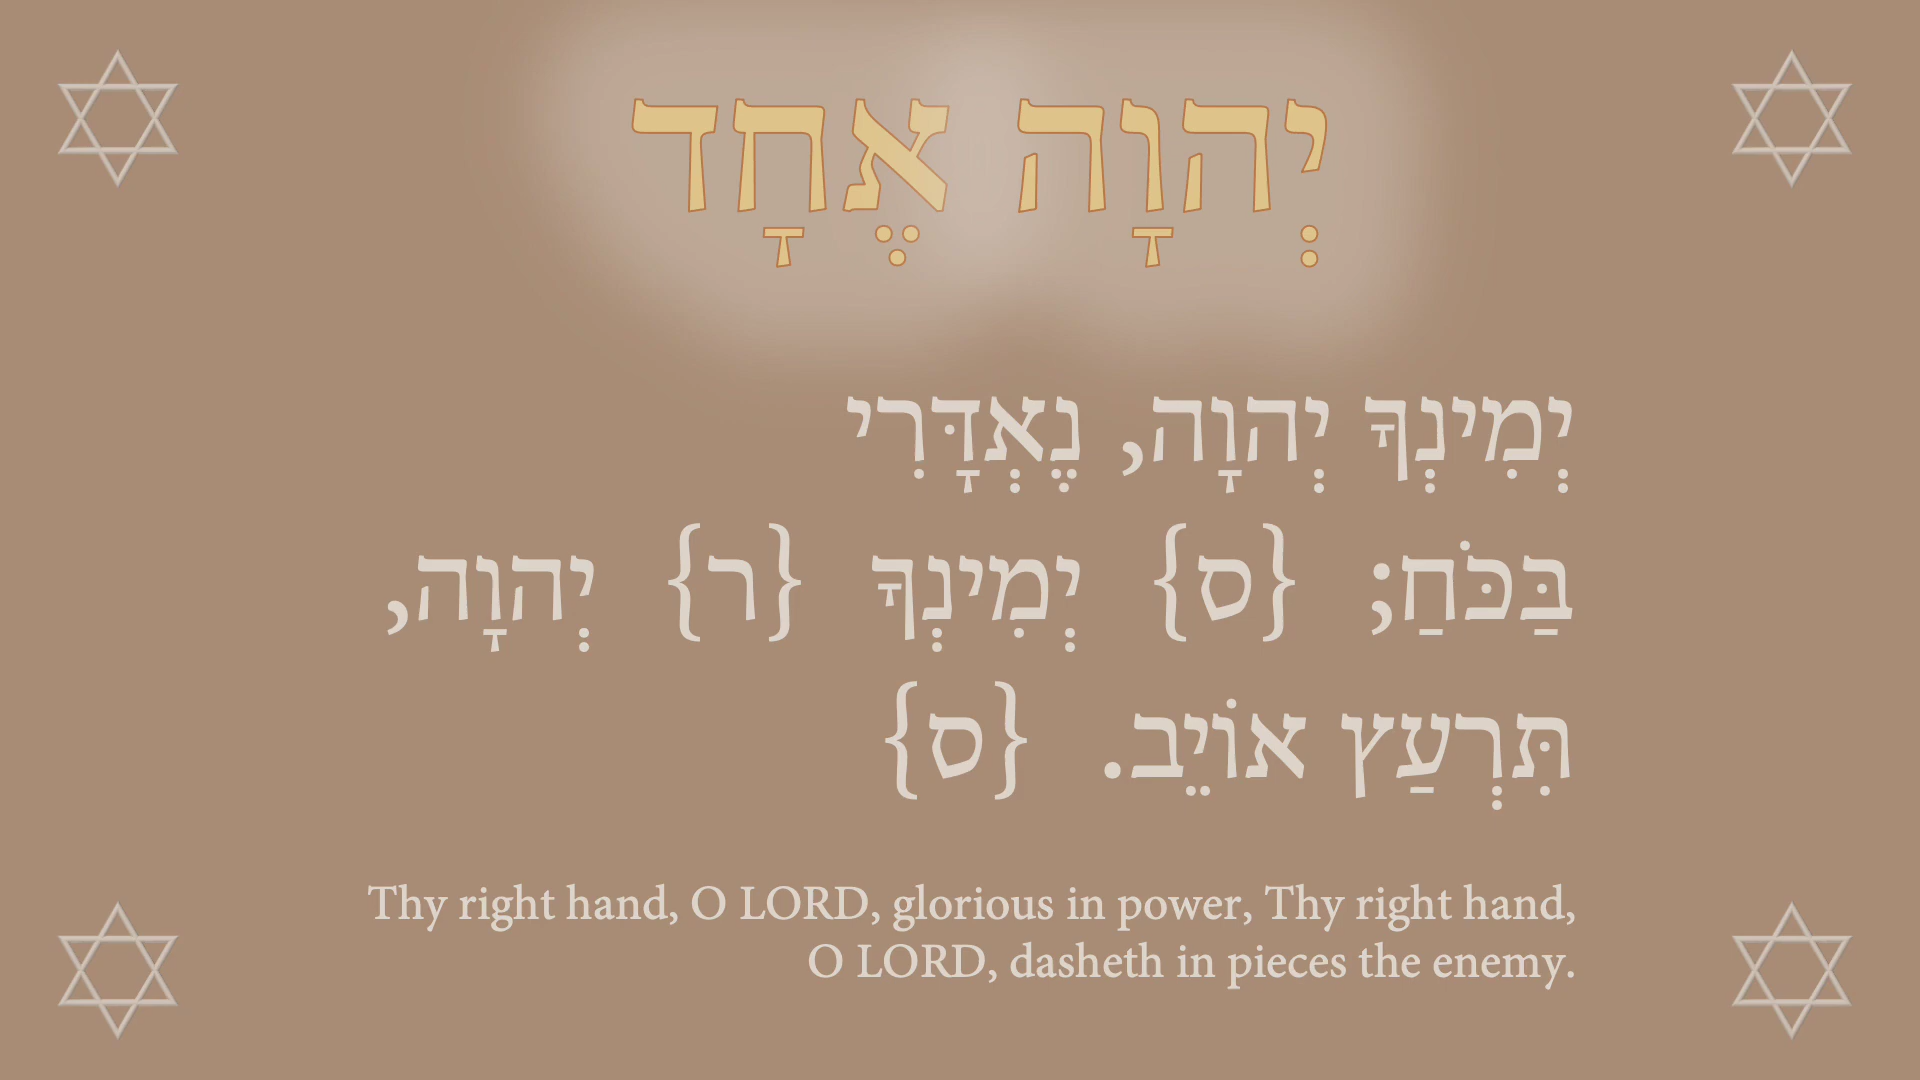 יְהוָה אֶחָד
יְמִינְךָ יְהוָה, נֶאְדָּרִי
בַּכֹּחַ; {ס} יְמִינְךָ {ר} יְהוָה,
תִּרְעַץ אוֹיֵב. {ס}
Thy right hand, O LORD, glorious in power, Thy right hand,
O LORD, dasheth in pieces the enemy.